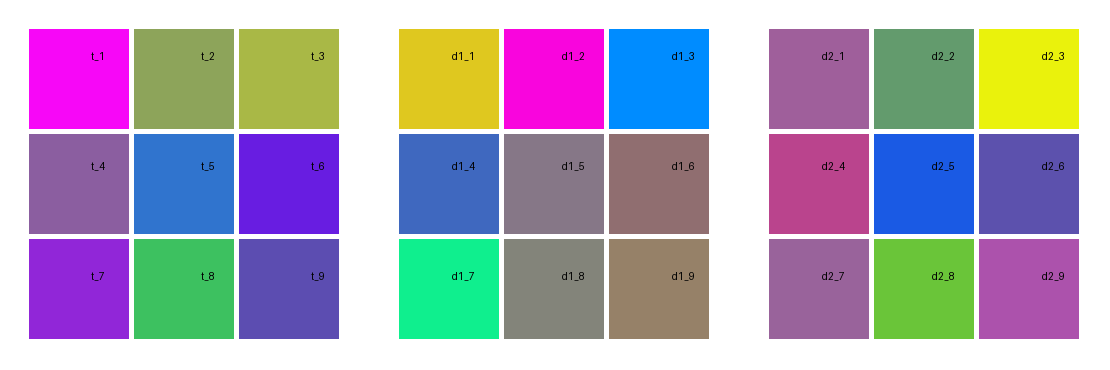 t_1 t_2 t_3 d1_1 d1_2 d1_3 d2_1 d2_2 d2_3
t_4 t_5 t_6 d1_4 d1_5 d1_6 d2_4 d2_5 d2_6
t_7 t_8 t_9 d1_7 d1_8 d1_9 d2_7 d2_8 d2_9